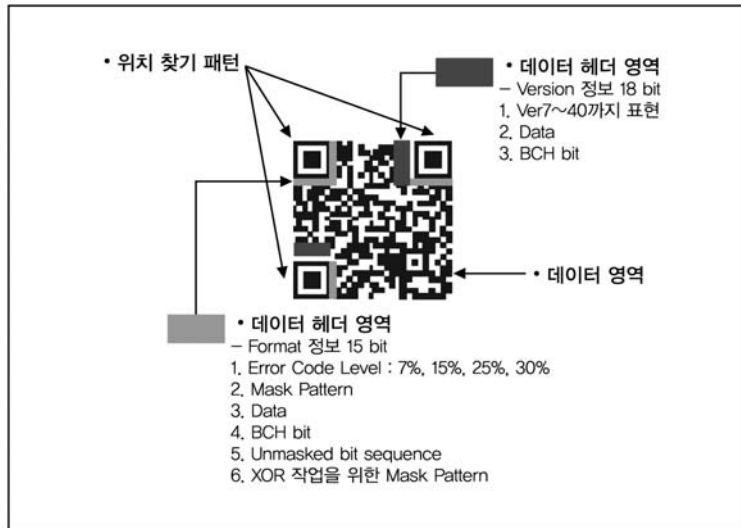 • 위치 찾기 패턴
• 데이터 헤더 영역
– Version 정보 18 bit
1. Ver7~40까지 표현
2. Data
3. BCH bit
• 데이터 영역
• 데이터 헤더 영역
– Format 정보 15 bit
1. Error Code Level : 7%, 15%, 25%, 30%
2. Mask Pattern
3. Data
4. BCH bit
5. Unmasked bit sequence
6. XOR 작업을 위한 Mask Pattern